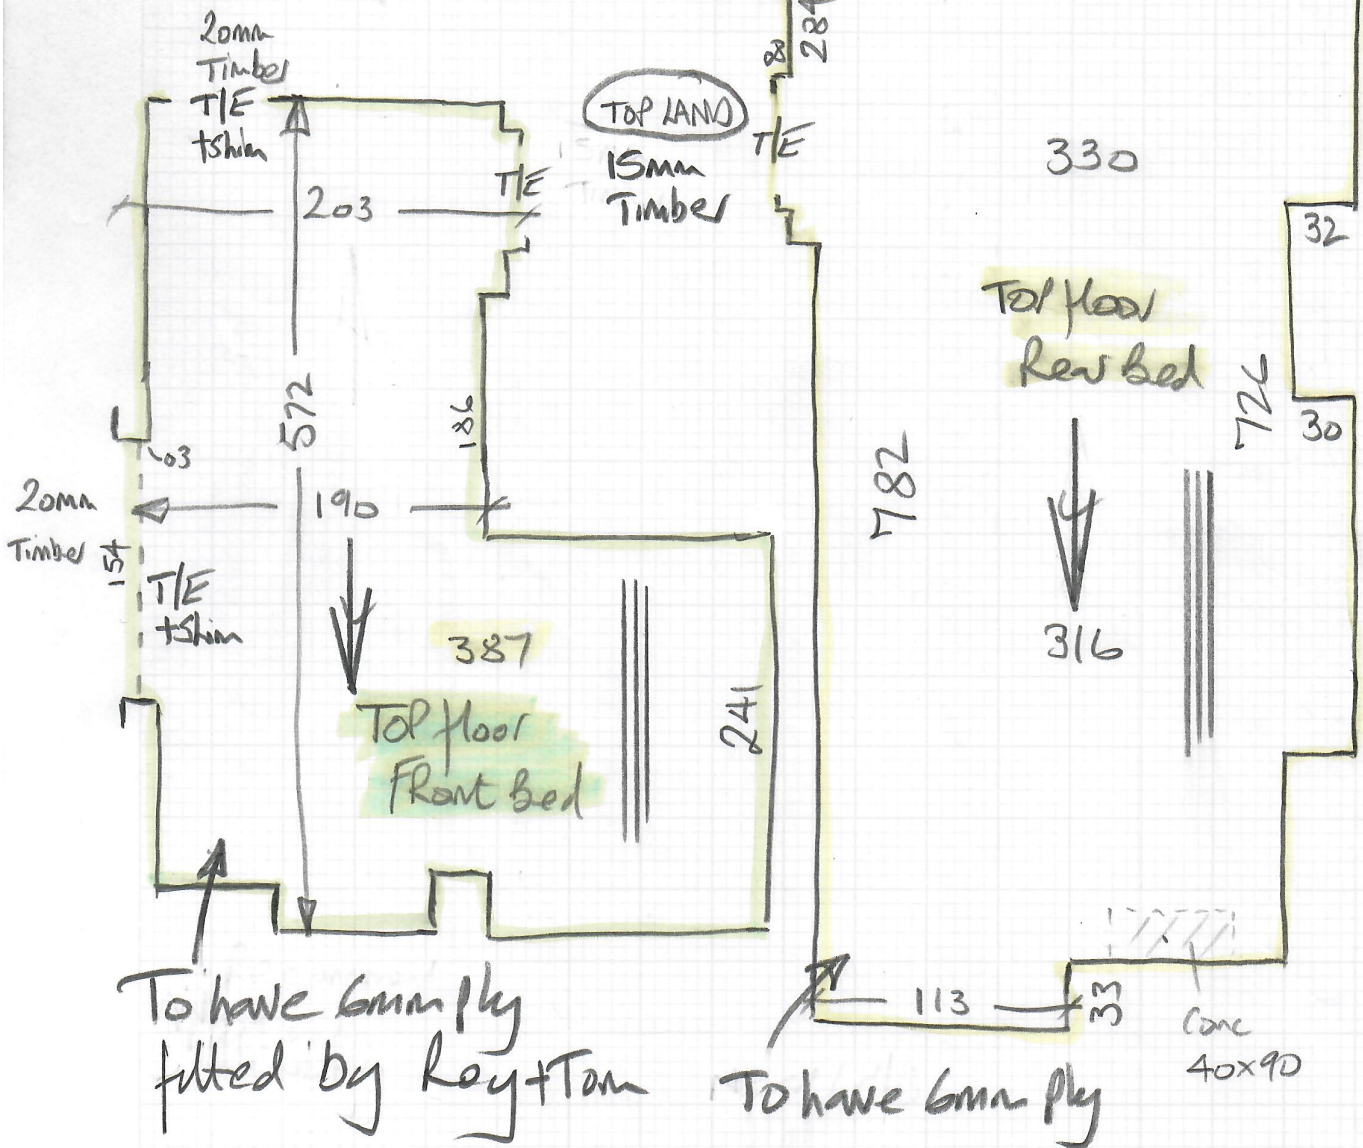 20mm
Timber
T/E
+Shim
203
572
186
03
20mm
Timber
154
T/E
+Shim
190
387
TOP floor
FRont Bed
241
To have 6mm Ply
fitted by Roy + Tom
T/E
TOP LAND
15mm
Timber
T/E
28
284
330
32
TOP floor
Rear Bed
726
30
782
316
113
33
Conc
40x90
To have 6mm Ply